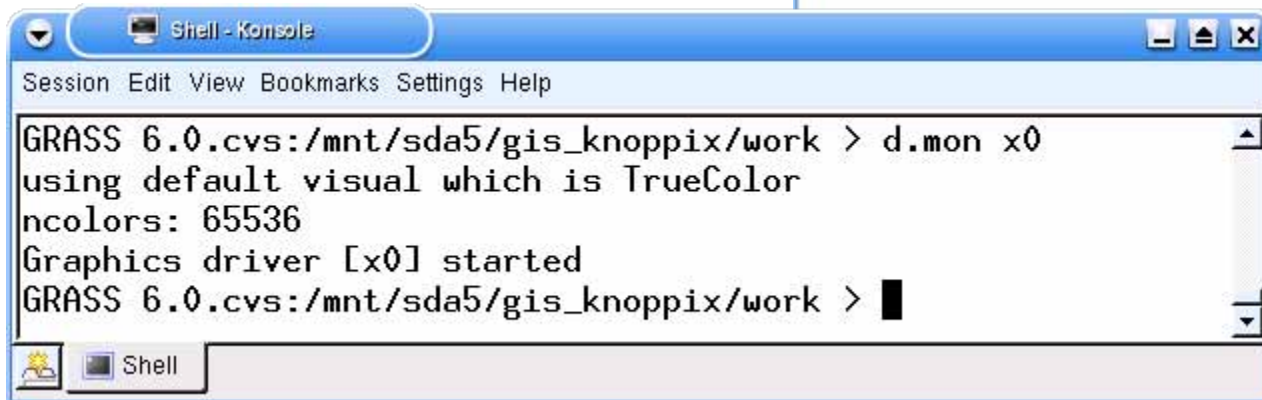 Shell - Konsole
Session Edit View Bookmarks Settings Help
GRASS 6.0.cvs:/mnt/sda5/gis_knoppix/work > d.mon x0
using default visual which is TrueColor
ncolors: 65536
Graphics driver [x0] started
GRASS 6.0.cvs:/mnt/sda5/gis_knoppix/work >
Shell